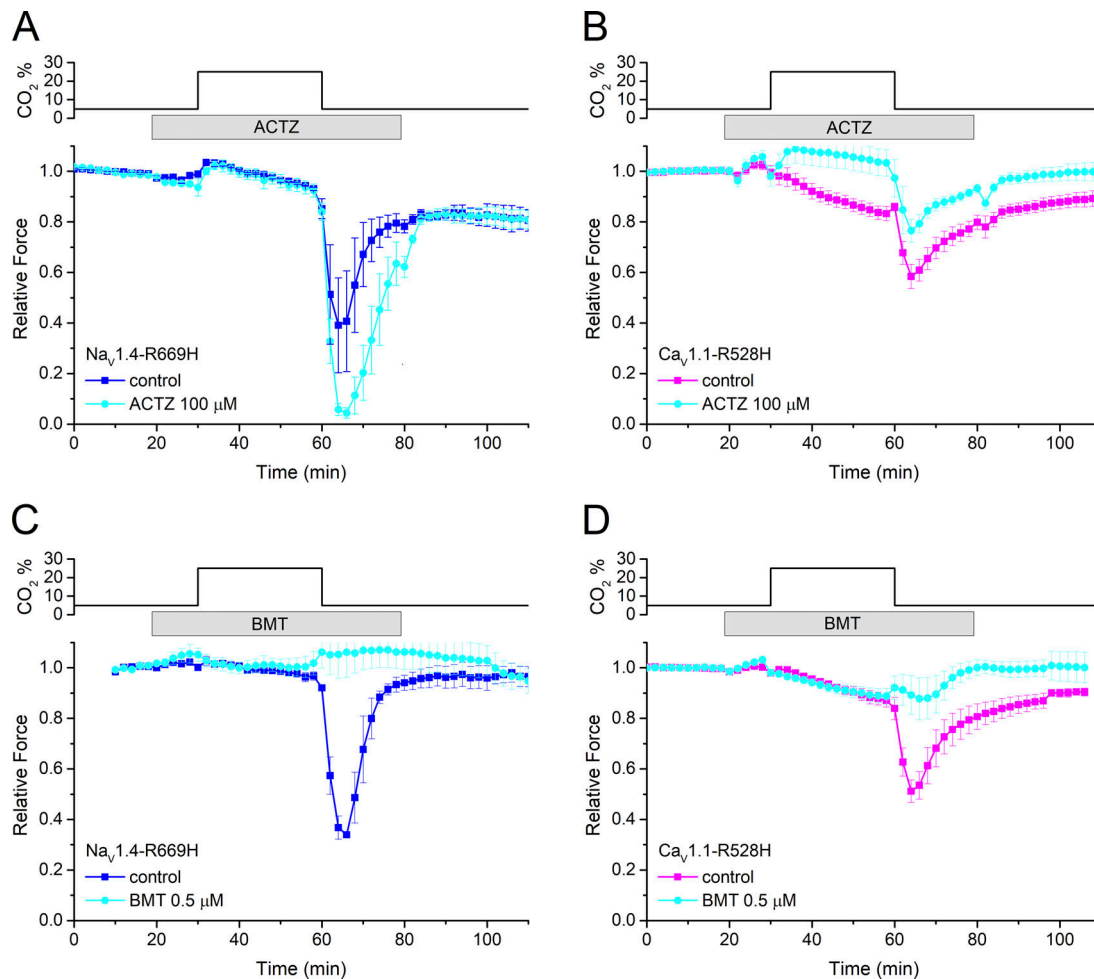 A
CO₂ %
30
20
10
0
ACTZ
Relative Force
1.0
0.8
0.6
0.4
0.2
0.0
Naᵥ1.4-R669H
control
ACTZ 100 μM
0 20 40 60 80 100
Time (min)
B
CO₂ %
30
20
10
0
ACTZ
Relative Force
1.0
0.8
0.6
0.4
0.2
0.0
Caᵥ1.1-R528H
control
ACTZ 100 μM
0 20 40 60 80 100
Time (min)
C
CO₂ %
30
20
10
0
BMT
Relative Force
1.0
0.8
0.6
0.4
0.2
0.0
Naᵥ1.4-R669H
control
BMT 0.5 μM
0 20 40 60 80 100
Time (min)
D
CO₂ %
30
20
10
0
BMT
Relative Force
1.0
0.8
0.6
0.4
0.2
0.0
Caᵥ1.1-R528H
control
BMT 0.5 μM
0 20 40 60 80 100
Time (min)